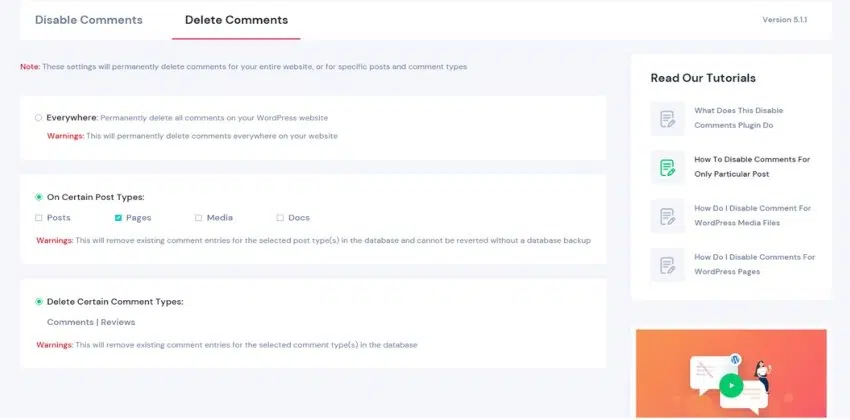 Disable Comments
Delete Comments
Version 5.1.1
Note: These settings will permanently delete comments for your entire website, or for specific posts and comment types
Everywhere: Permanently delete all comments on your WordPress website
Warnings: This will permanently delete comments everywhere on your website
On Certain Post Types:
Posts
Pages
Media
Docs
Warnings: This will remove existing comment entries for the selected post type(s) in the database and cannot be reverted without a database backup
Delete Certain Comment Types:
Comments | Reviews
Warnings: This will remove existing comment entries for the selected comment type(s) in the database
Read Our Tutorials
What Does This Disable
Comments Plugin Do
How To Disable Comments For
Only Particular Post
How Do I Disable Comment For
WordPress Media Files
How Do I Disable Comments For
WordPress Pages